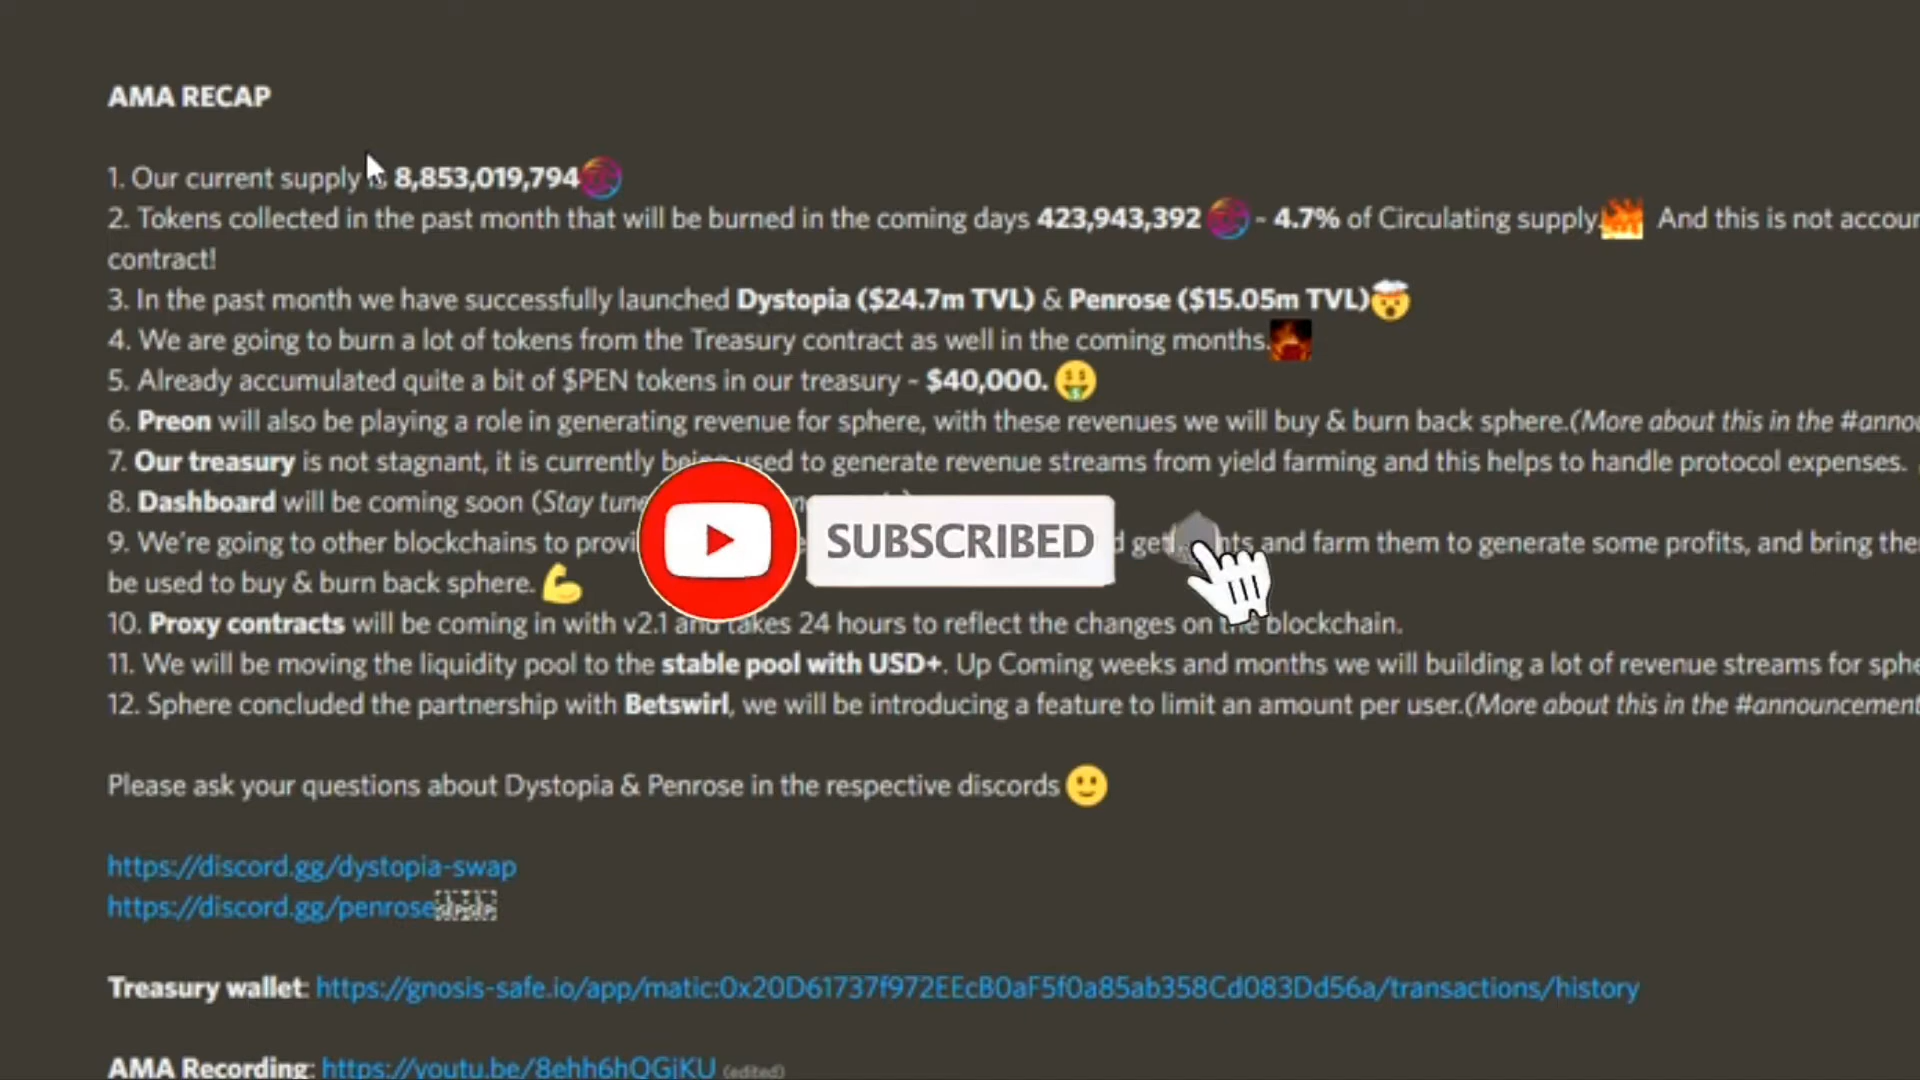 AMA RECAP
1. Our current supply is 8,853,019,794
2. Tokens collected in the past month that will be burned in the coming days 423,943,392 - 4.7% of Circulating supply. And this is not accour
contract!
3. In the past month we have successfully launched Dystopia ($24.7m TVL) & Penrose ($15.05m TVL)
4. We are going to burn a lot of tokens from the Treasury contract as well in the coming months.
5. Already accumulated quite a bit of $PEN tokens in our treasury - $40,000.
6. Preon will also be playing a role in generating revenue for sphere, with these revenues we will buy & burn back sphere.(More about this in the #annou
7. Our treasury is not stagnant, it is currently being used to generate revenue streams from yield farming and this helps to handle protocol expenses.
8. Dashboard will be coming soon (Stay tune
9. We're going to other blockchains to provi get and farm them to generate some profits, and bring the
SUBSCRIBED
be used to buy & burn back sphere.
10. Proxy contracts will be coming in with v2.1 and takes 24 hours to reflect the changes on the blockchain.
11. We will be moving the liquidity pool to the stable pool with USD+. Up Coming weeks and months we will building a lot of revenue streams for sphe
12. Sphere concluded the partnership with Betswirl, we will be introducing a feature to limit an amount per user.(More about this in the #announcement
Please ask your questions about Dystopia & Penrose in the respective discords
https://discord.gg/dystopia-swap
https://discord.gg/penrose
Treasury wallet: https://gnosis-safe.io/app/matic:0x20D61737f972EEcB0aF5f0a85ab358Cd083Dd56a/transactions/history
AMA Recording: https://youtu.be/8ehh6hQGjKU (edited)